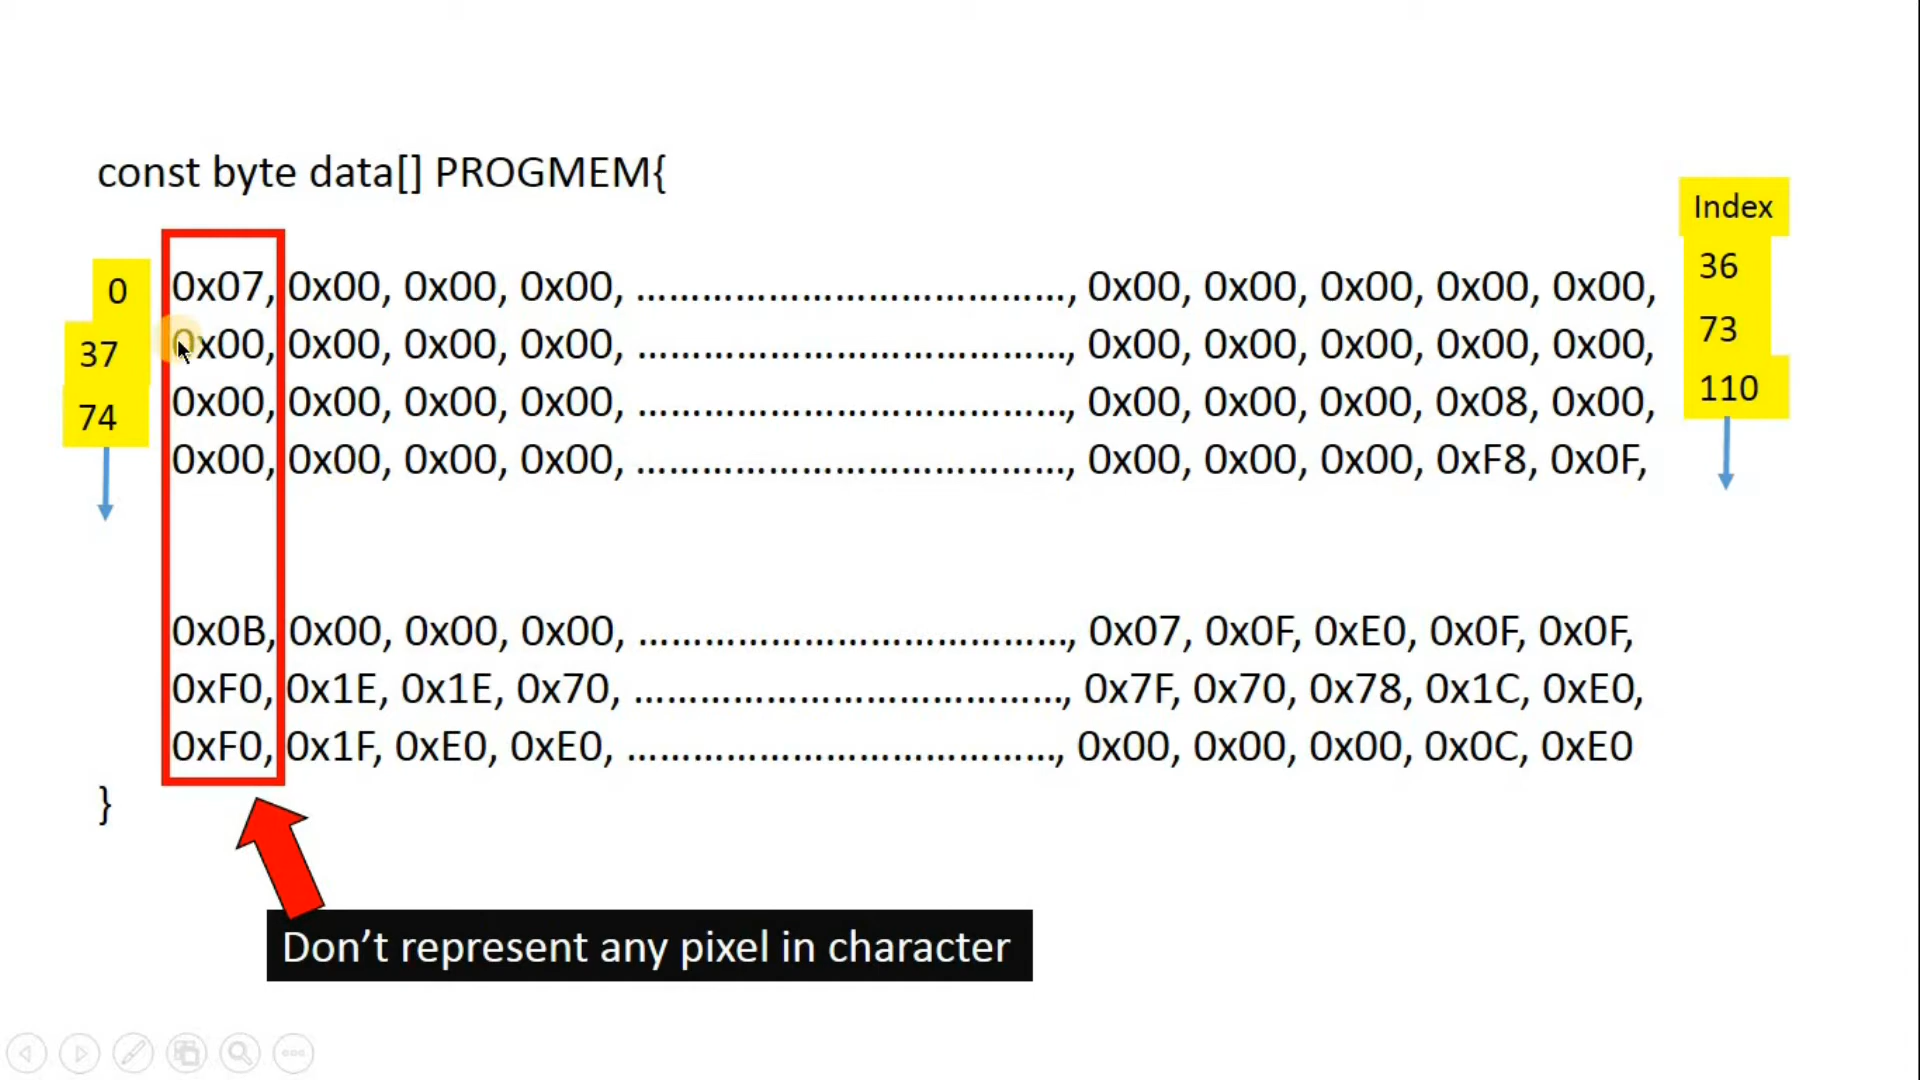 const byte data[] PROGMEM{
Index
0 0x07, 0x00, 0x00, 0x00, ......................................., 0x00, 0x00, 0x00, 0x00, 0x00, 36
37 0x00, 0x00, 0x00, 0x00, ......................................., 0x00, 0x00, 0x00, 0x00, 0x00, 73
74 0x00, 0x00, 0x00, 0x00, ......................................., 0x00, 0x00, 0x00, 0x08, 0x00, 110
0x00, 0x00, 0x00, 0x00, ......................................., 0x00, 0x00, 0x00, 0xF8, 0x0F,
0x0B, 0x00, 0x00, 0x00, ......................................., 0x07, 0x0F, 0xE0, 0x0F, 0x0F,
0xF0, 0x1E, 0x1E, 0x70, ......................................., 0x7F, 0x70, 0x78, 0x1C, 0xE0,
0xF0, 0x1F, 0xE0, 0xE0, ......................................., 0x00, 0x00, 0x00, 0x0C, 0xE0
}
Don’t represent any pixel in character